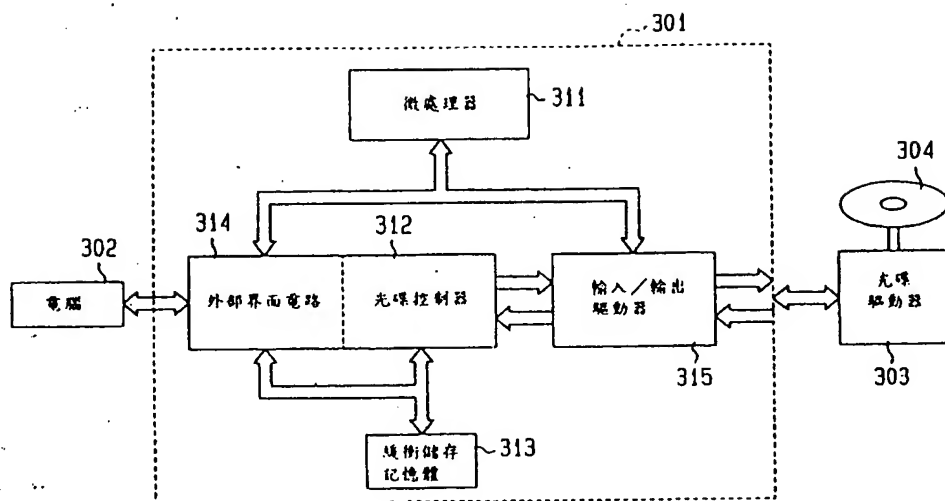 301
微處理器
311
304
314
312
302
電腦
外部界面電路
光碟控制器
輸入／輸出
驅動器
光碟
驅動器
315
303
緩衝儲存
記憶體
313